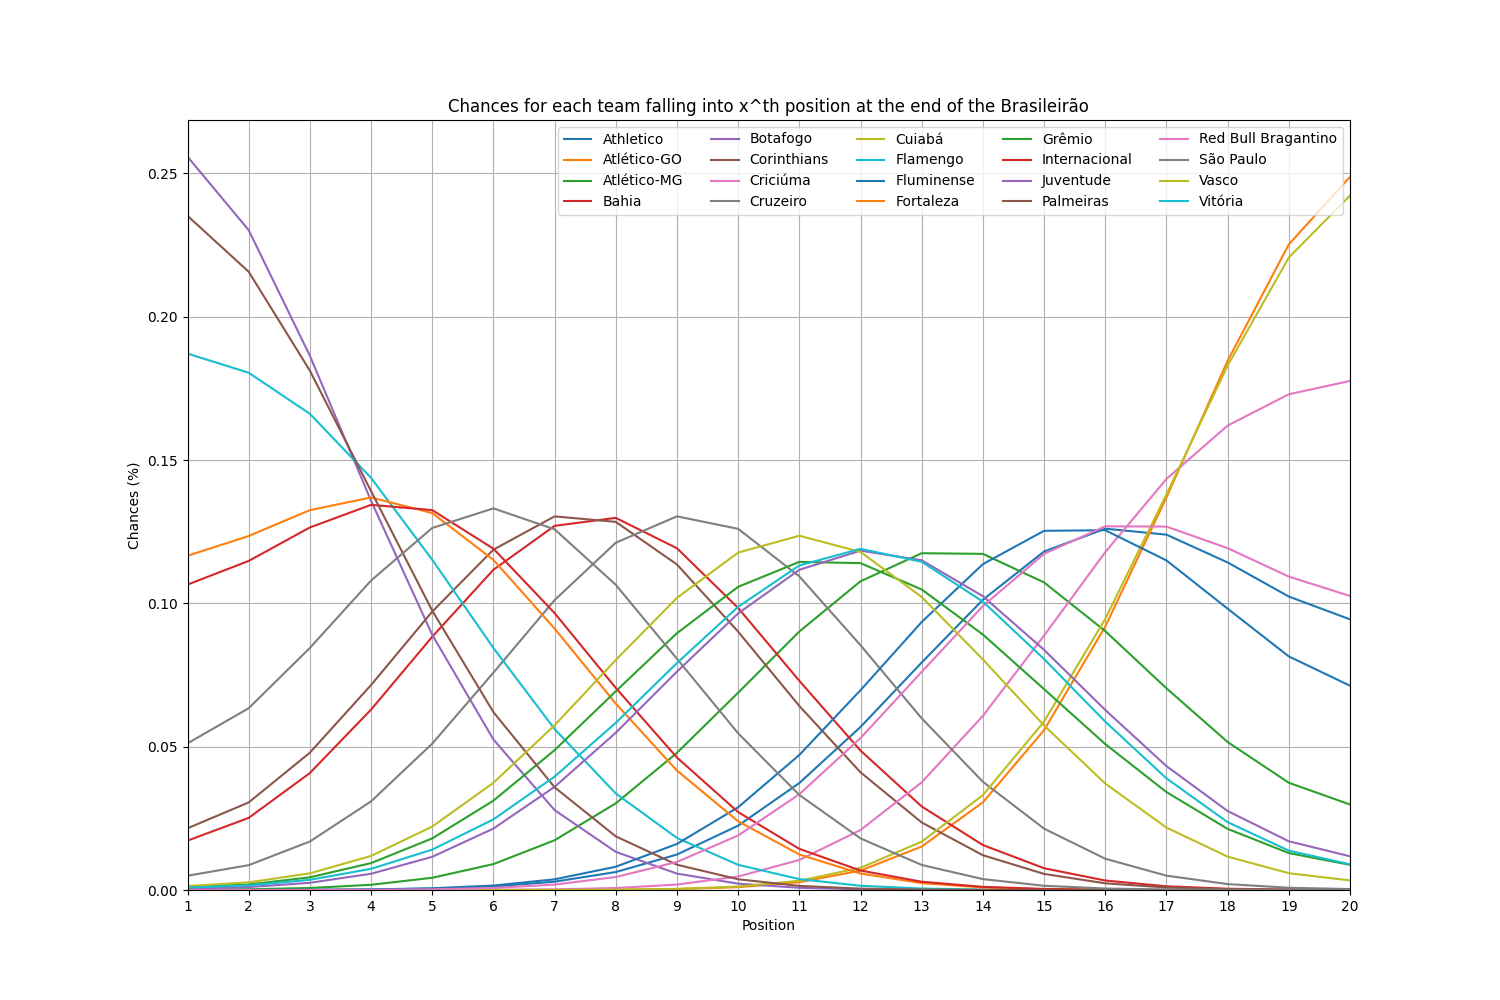 Chances for each team falling into x^th position at the end of the Brasileirão
Athletico Botafogo Cuiabá Grêmio Red Bull Bragantino
Atlético-GO Corinthians Flamengo Internacional São Paulo
Atlético-MG Criciúma Fluminense Juventude Vasco
Bahia Cruzeiro Fortaleza Palmeiras Vitória
0.25
0.20
0.15
0.10
0.05
0.00
Chances (%)
1 2 3 4 5 6 7 8 9 10 11 12 13 14 15 16 17 18 19 20
Position